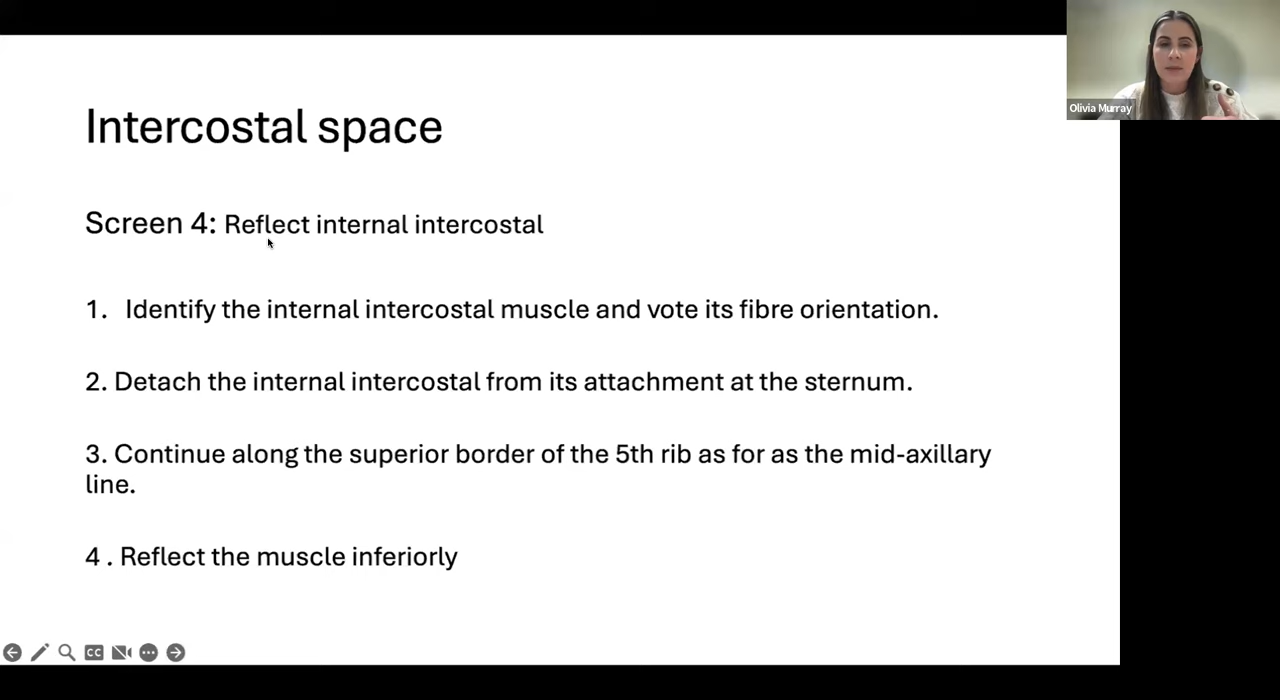 Olivia Murray
Intercostal space
Screen 4: Reflect internal intercostal
1. Identify the internal intercostal muscle and vote its fibre orientation.
2. Detach the internal intercostal from its attachment at the sternum.
3. Continue along the superior border of the 5th rib as for as the mid-axillary
line.
4 . Reflect the muscle inferiorly
CC